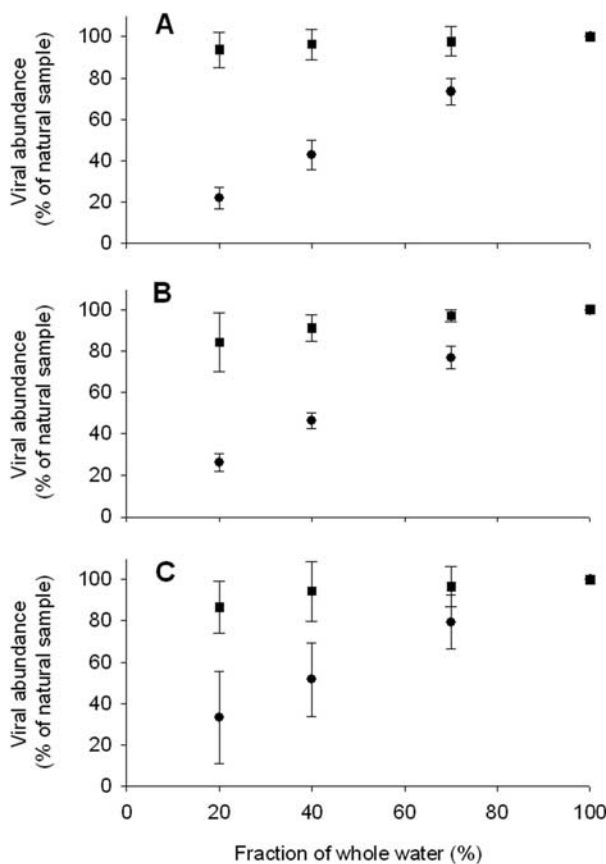 A
Viral abundance
(% of natural sample)
100
80
60
40
20
0
B
Viral abundance
(% of natural sample)
100
80
60
40
20
0
C
Viral abundance
(% of natural sample)
100
80
60
40
20
0
0 20 40 60 80 100
Fraction of whole water (%)